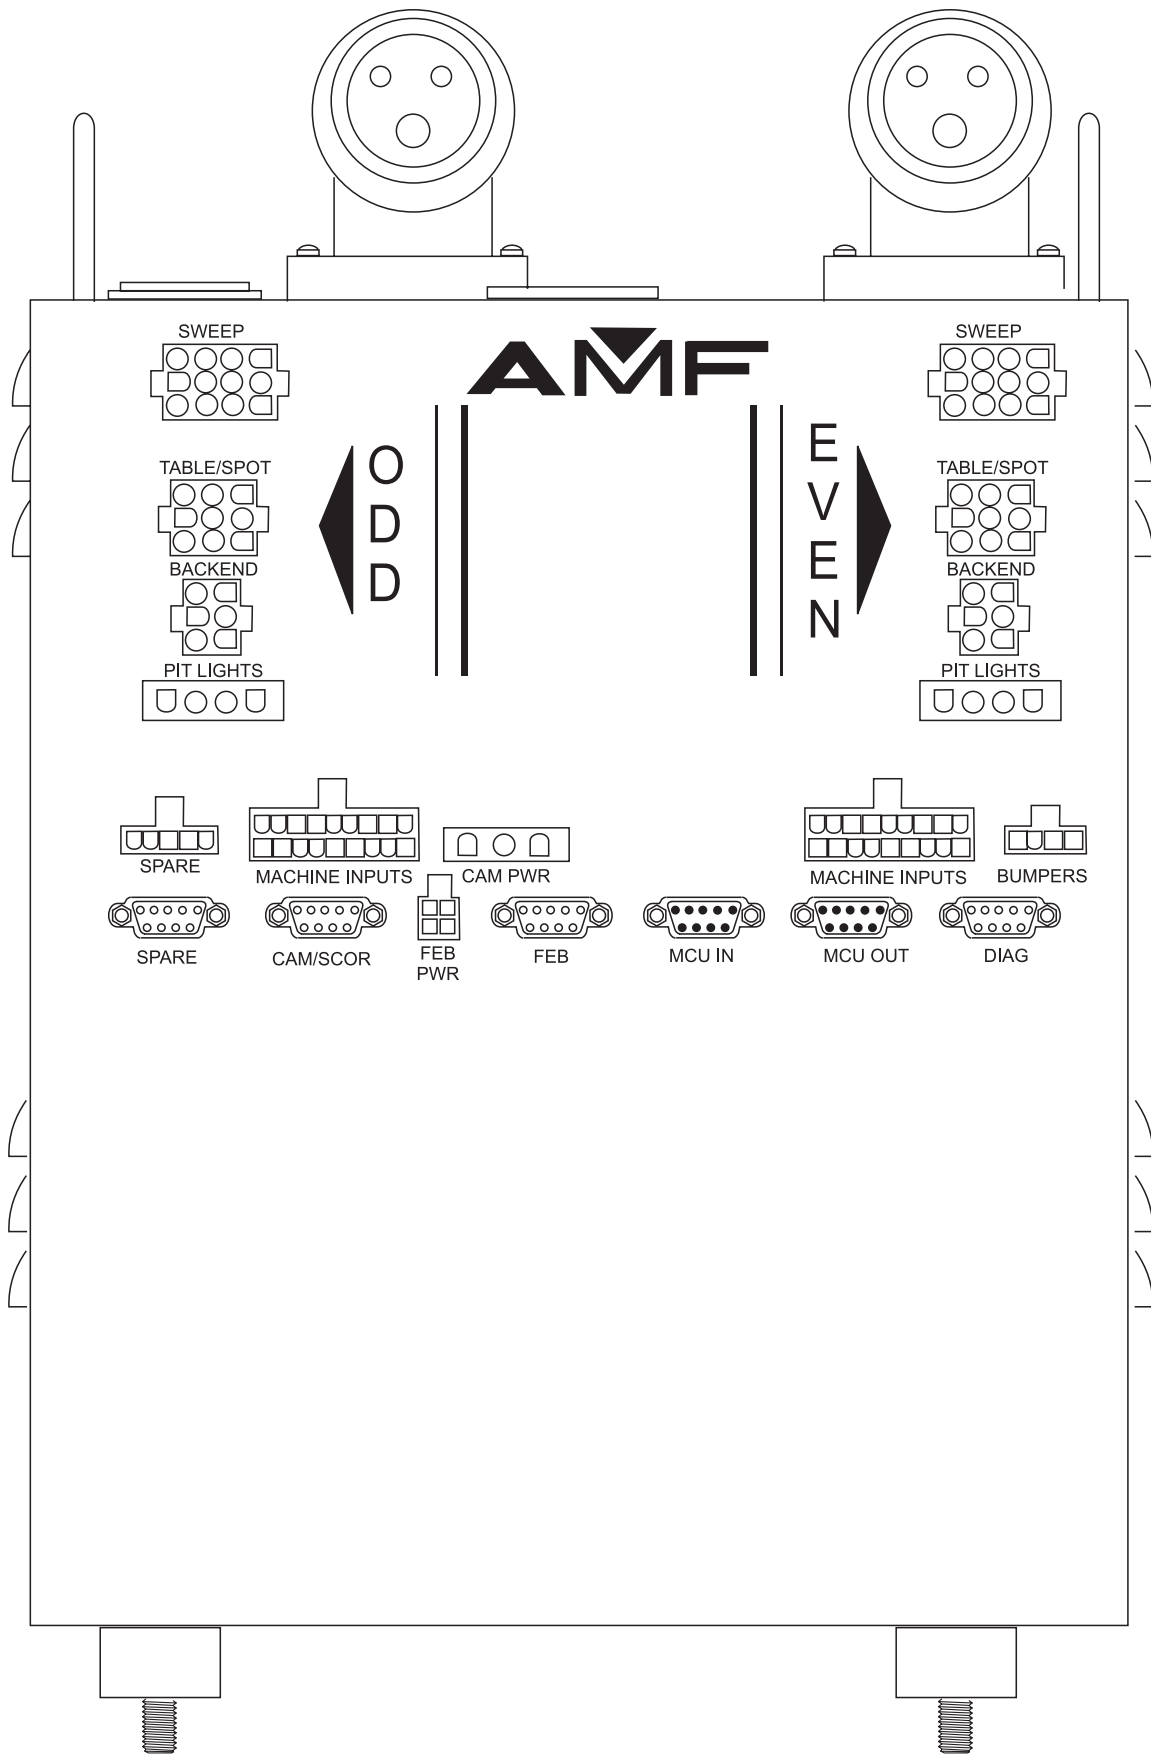 SWEEP
AMF
SWEEP
ODD
EVEN
TABLE/SPOT
TABLE/SPOT
BACKEND
BACKEND
PIT LIGHTS
PIT LIGHTS
SPARE
MACHINE INPUTS
CAM PWR
MACHINE INPUTS
BUMPERS
SPARE
CAM/SCOR
FEB
PWR
FEB
MCU IN
MCU OUT
DIAG